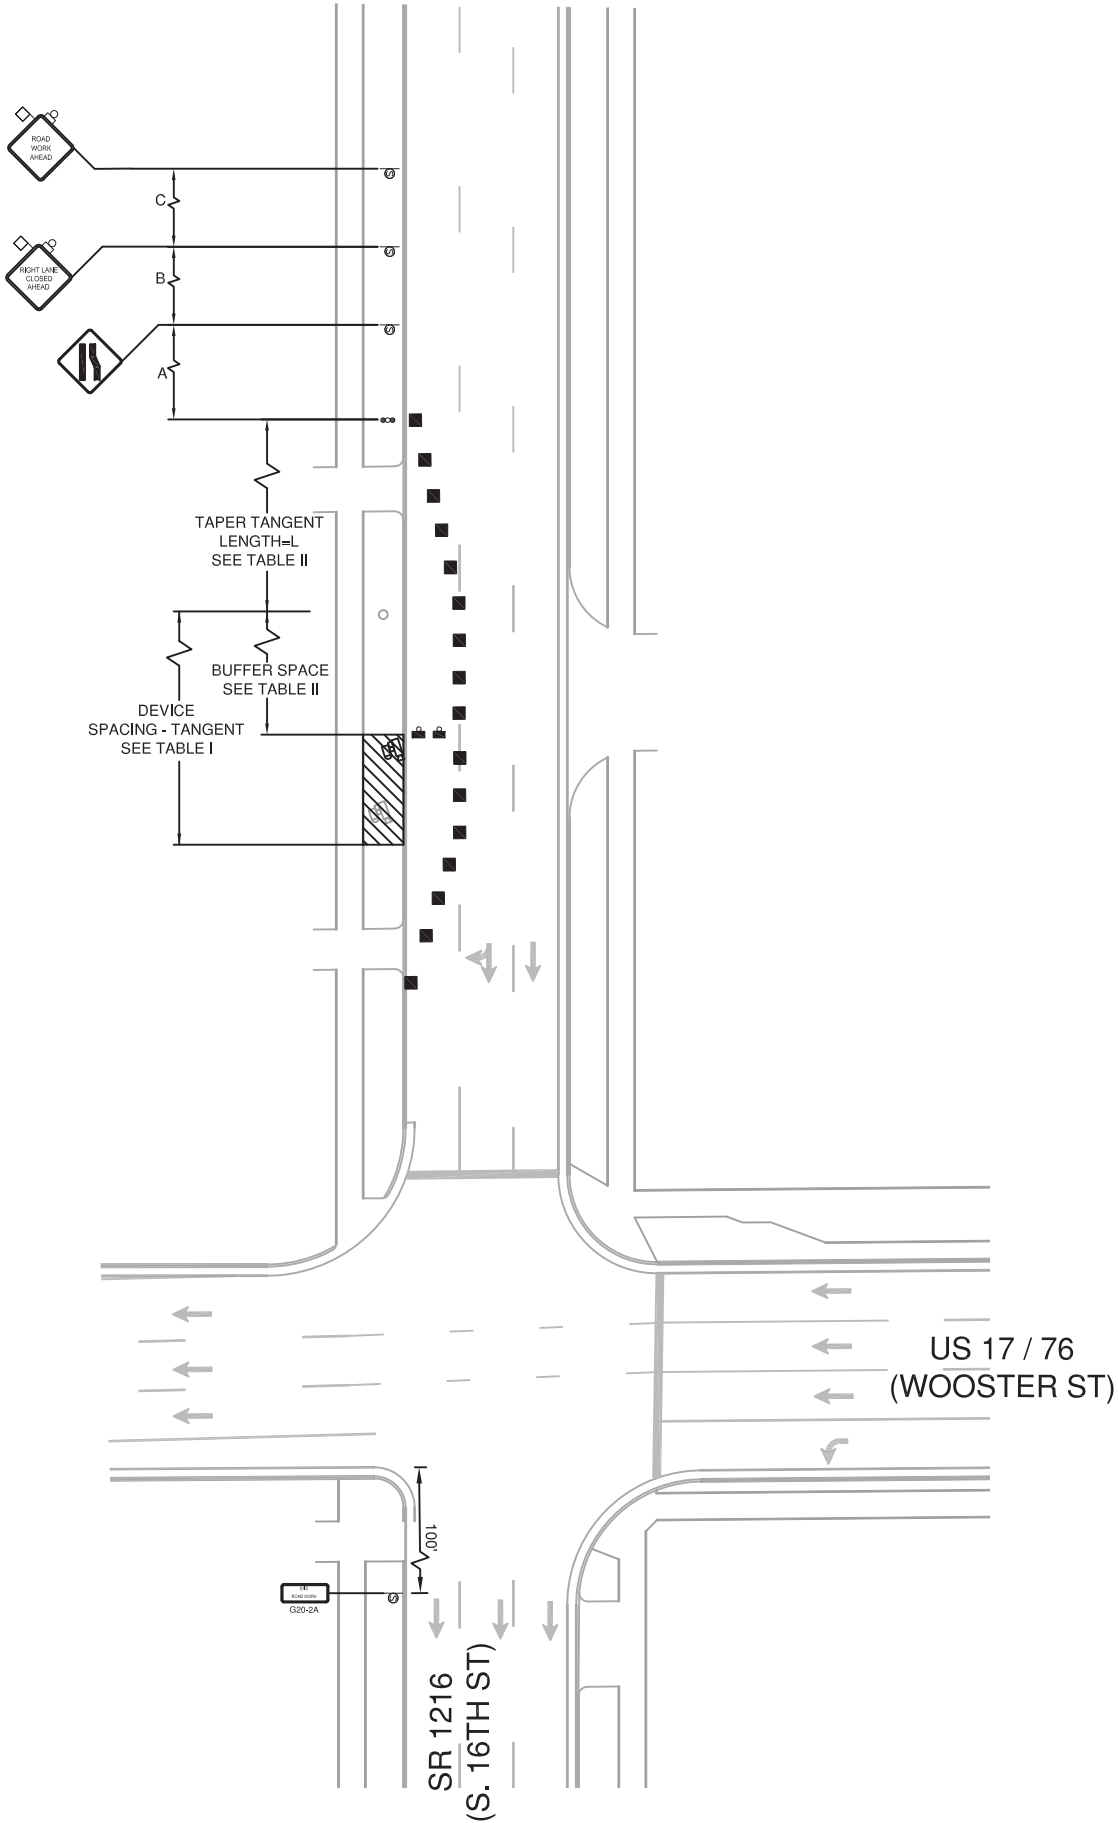 ROAD
WORK
AHEAD
C
RIGHT LANE
CLOSED
AHEAD
B
A
TAPER TANGENT
LENGTH=L
SEE TABLE II
BUFFER SPACE
SEE TABLE II
DEVICE
SPACING - TANGENT
SEE TABLE I
US 17 / 76
(WOOSTER ST)
100'
END
ROAD WORK
G20-2A
SR 1216
(S. 16TH ST)